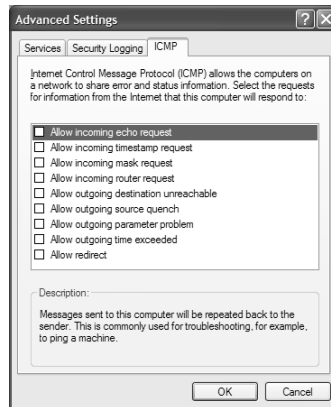 Advanced Settings
Services Security Logging ICMP
Internet Control Message Protocol (ICMP) allows the computers on
a network to share error and status information. Select the requests
for information from the Internet that this computer will respond to:
Allow incoming echo request
Allow incoming timestamp request
Allow incoming mask request
Allow incoming router request
Allow outgoing destination unreachable
Allow outgoing source quench
Allow outgoing parameter problem
Allow outgoing time exceeded
Allow redirect
Description:
Messages sent to this computer will be repeated back to the
sender. This is commonly used for troubleshooting, for example,
to ping a machine.
OK Cancel